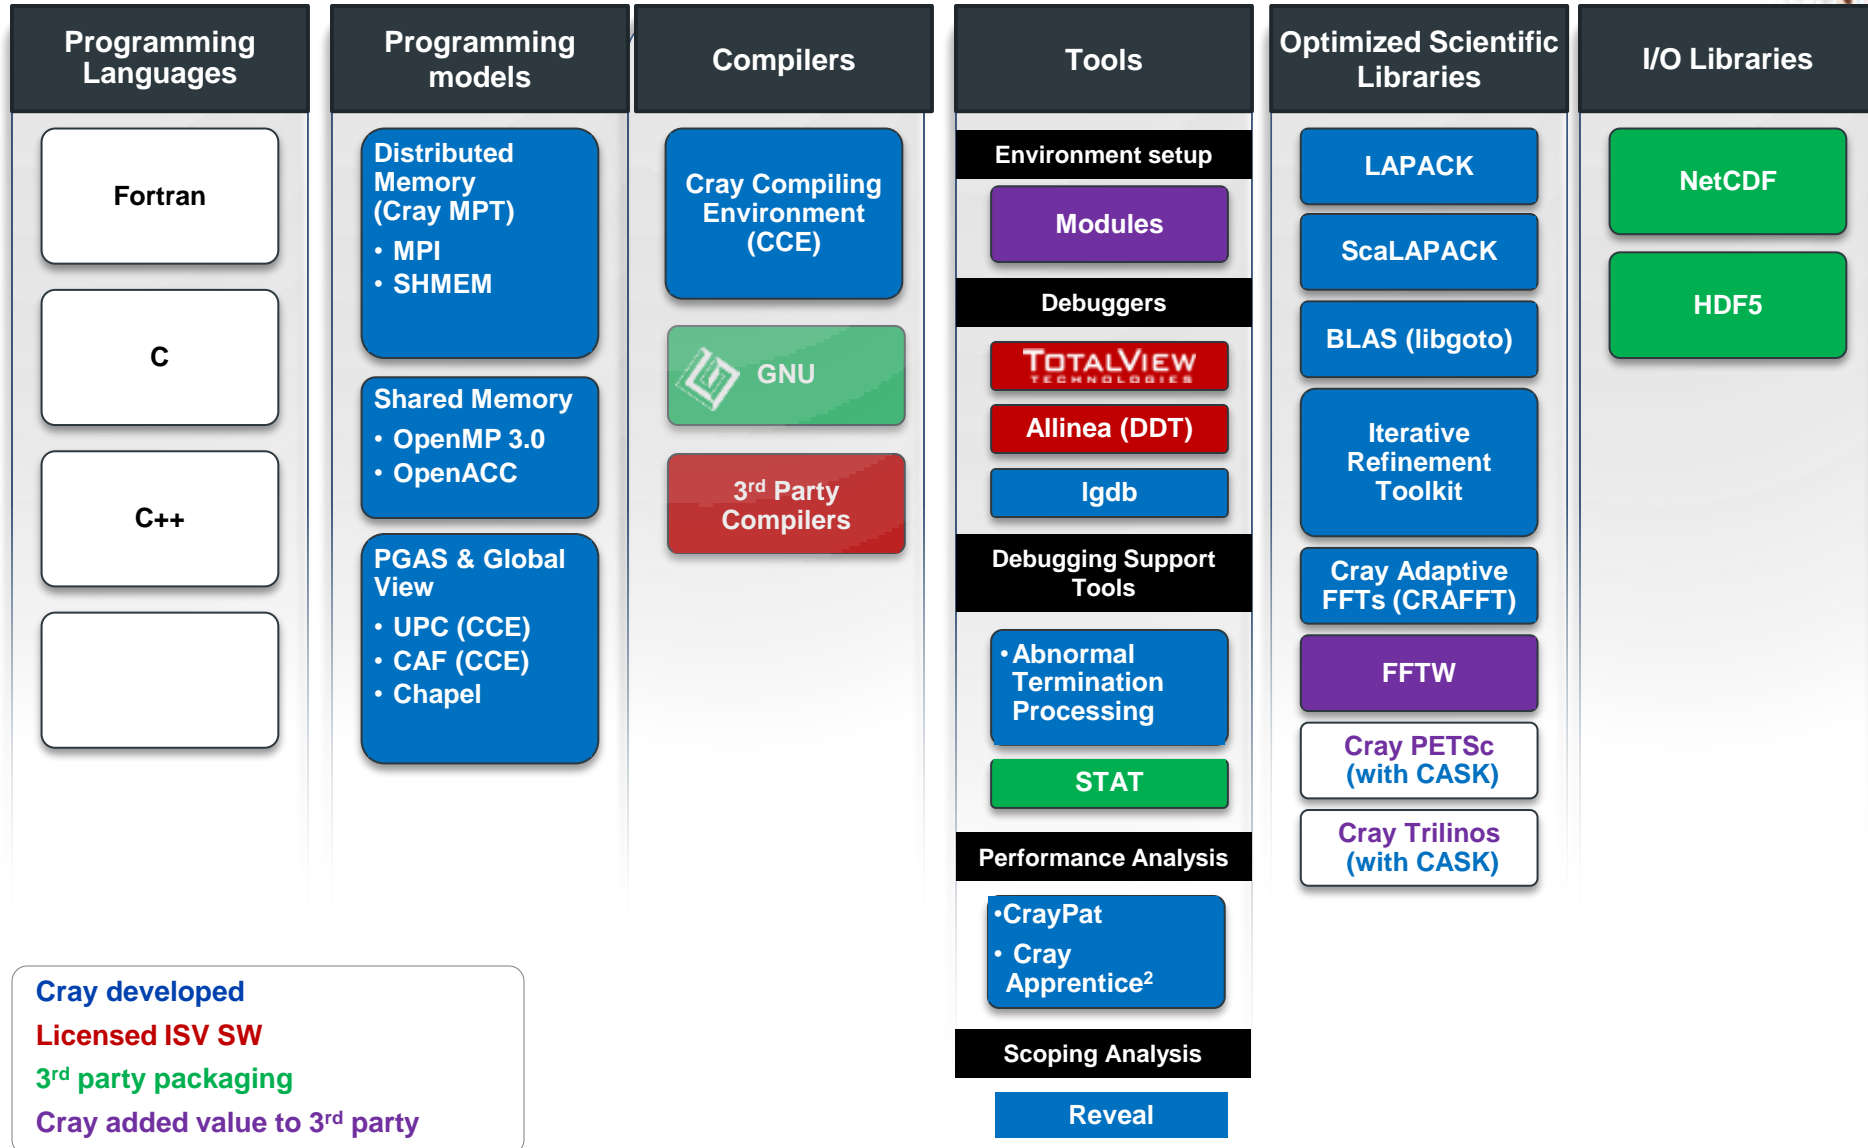 Programming
Languages
Fortran
C
C++
Programming
models
Distributed
Memory
(Cray MPT)
• MPI
• SHMEM
Shared Memory
• OpenMP 3.0
• OpenACC
PGAS & Global
View
• UPC (CCE)
• CAF (CCE)
• Chapel
Compilers
Cray Compiling
Environment
(CCE)
GNU
3rd Party
Compilers
Tools
Environment setup
Modules
Debuggers
TOTALVIEW
TECHNOLOGIES
Allinea (DDT)
lgdb
Debugging Support
Tools
• Abnormal
Termination
Processing
STAT
Performance Analysis
•CrayPat
• Cray
Apprentice²
Scoping Analysis
Reveal
Optimized Scientific
Libraries
LAPACK
ScaLAPACK
BLAS (libgoto)
Iterative
Refinement
Toolkit
Cray Adaptive
FFTs (CRAFFT)
FFTW
Cray PETSc
(with CASK)
Cray Trilinos
(with CASK)
I/O Libraries
NetCDF
HDF5
Cray developed
Licensed ISV SW
3rd party packaging
Cray added value to 3rd party